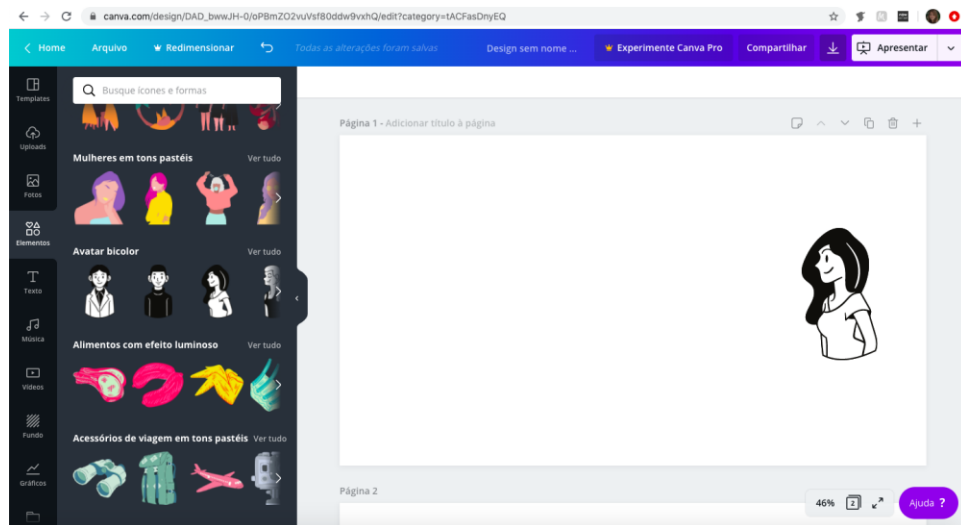 canva.com/design/DAD_bwwJH-0/oPBmZO2vuVsf80ddw9vxhQ/edit?category=tACFasDnyEQ
Home Arquivo Redimensionar Todas as alterações foram salvas Design sem nome ... Experimente Canva Pro Compartilhar Apresentar
Templates
Uploads
Fotos
Elementos
Texto
Música
Vídeos
Fundo
Gráficos
Busque ícones e formas
Mulheres em tons pastéis Ver tudo
Avatar bicolor Ver tudo
Alimentos com efeito luminoso Ver tudo
Acessórios de viagem em tons pastéis Ver tudo
Página 1 - Adicionar título à página
Página 2
46% 2 Ajuda ?